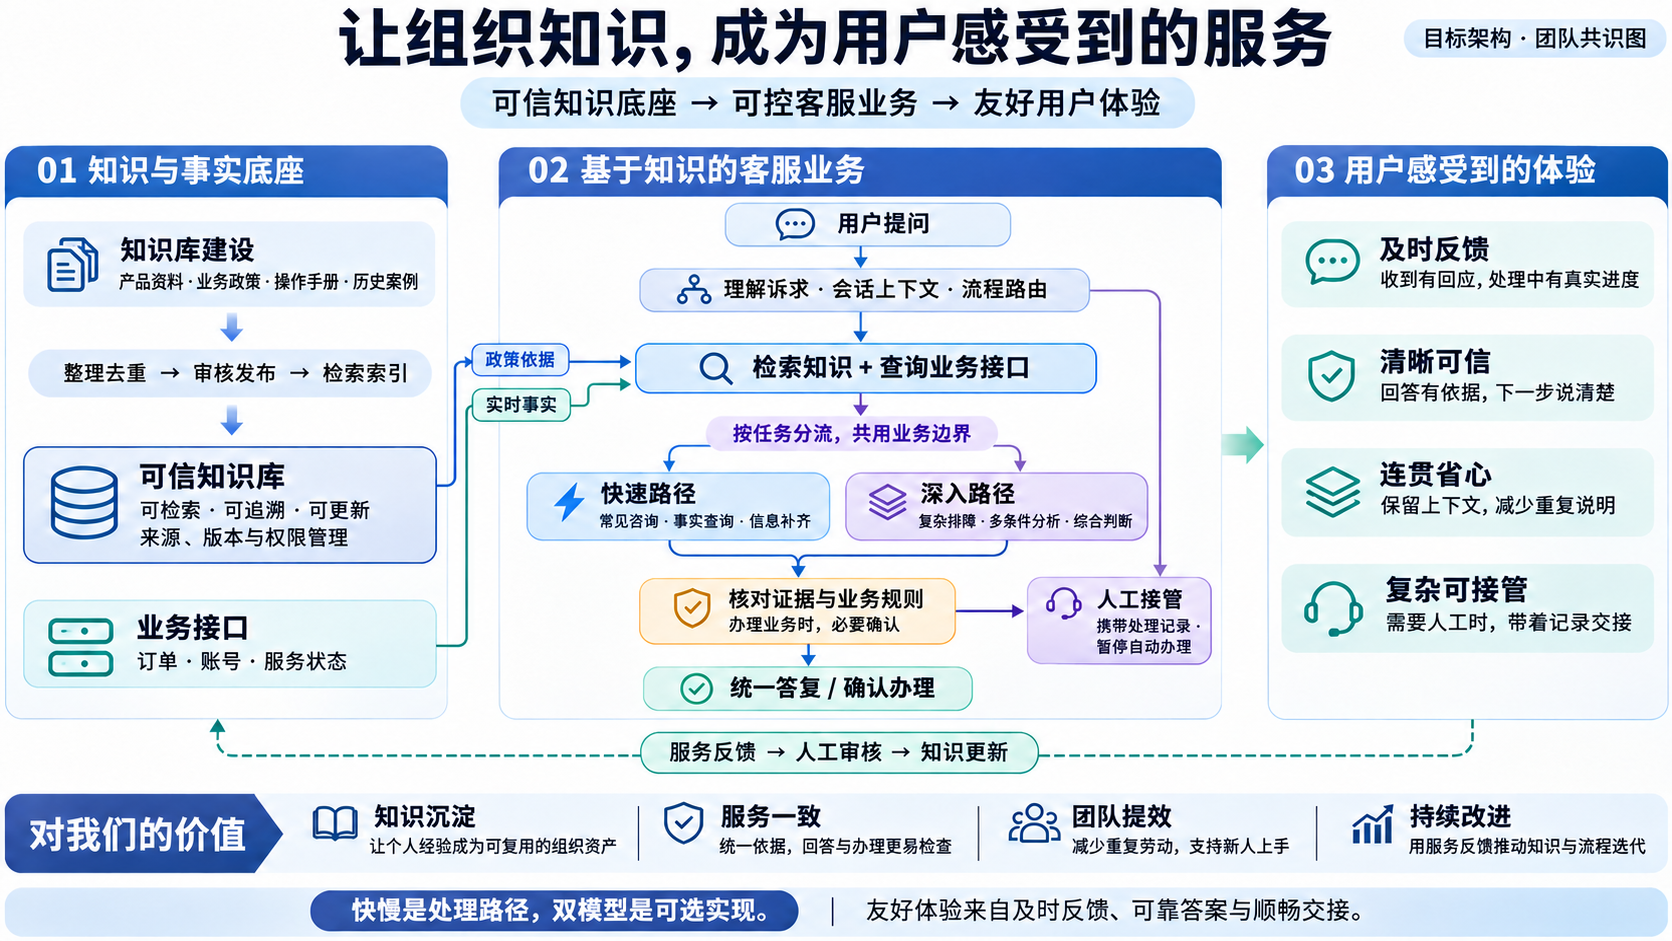 让组织知识，成为用户感受到的服务
目标架构 · 团队共识图
可信知识底座 → 可控客服业务 → 友好用户体验
01 知识与事实底座
知识库建设
产品资料 · 业务政策 · 操作手册 · 历史案例
整理去重 → 审核发布 → 检索索引
可信知识库
可检索 · 可追溯 · 可更新
来源、版本与权限管理
业务接口
订单 · 账号 · 服务状态
政策依据
实时事实
02 基于知识的客服业务
用户提问
理解诉求 · 会话上下文 · 流程路由
检索知识 + 查询业务接口
按任务分流，共用业务边界
快速路径
常见咨询 · 事实查询 · 信息补齐
深入路径
复杂排障 · 多条件分析 · 综合判断
核对证据与业务规则
办理业务时，必要确认
人工接管
携带处理记录 ·
暂停自动办理
统一答复 / 确认办理
03 用户感受到的体验
及时反馈
收到有回应，处理中有真实进度
清晰可信
回答有依据，下一步说清楚
连贯省心
保留上下文，减少重复说明
复杂可接管
需要人工时，带着记录交接
服务反馈 → 人工审核 → 知识更新
对我们的价值
知识沉淀
让个人经验成为可复用的组织资产
服务一致
统一依据，回答与办理更易检查
团队提效
减少重复劳动，支持新人上手
持续改进
用服务反馈推动知识与流程迭代
快慢是处理路径，双模型是可选实现。
友好体验来自及时反馈、可靠答案与顺畅交接。